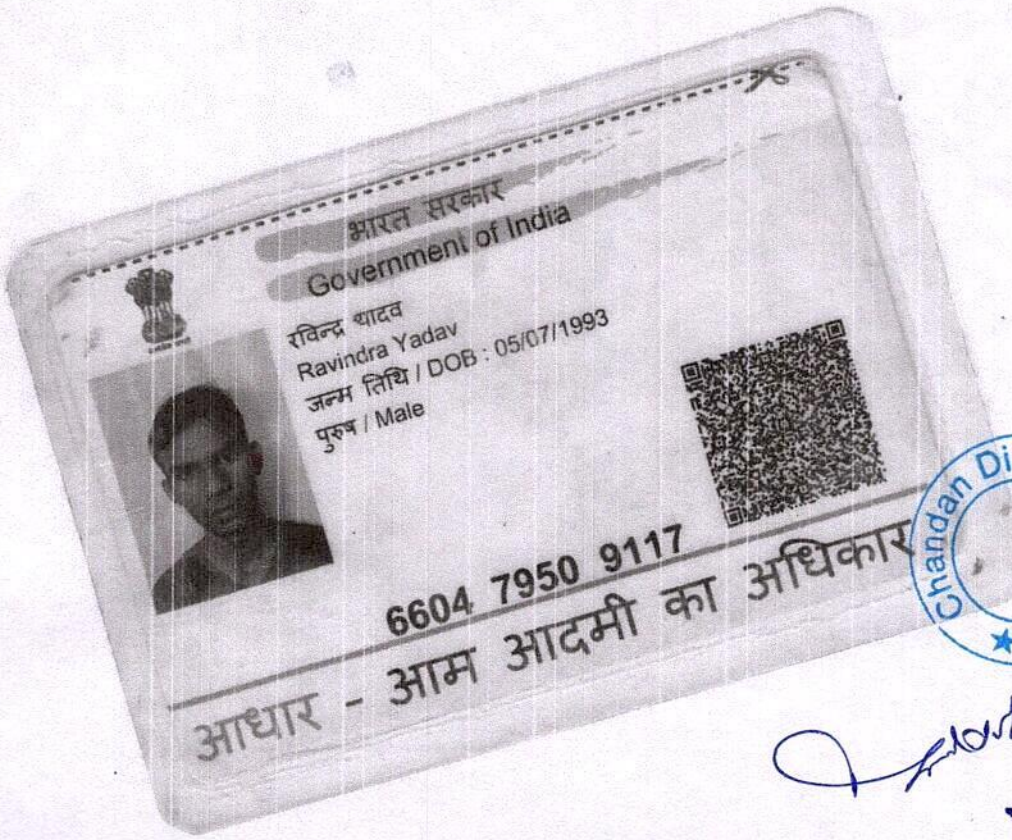 भारत सरकार
Government of India
रविन्द्र यादव
Ravindra Yadav
जन्म तिथि / DOB : 05/07/1993
पुरुष / Male
6604 7950 9117
आधार - आम आदमी का अधिकार
Chandan Di